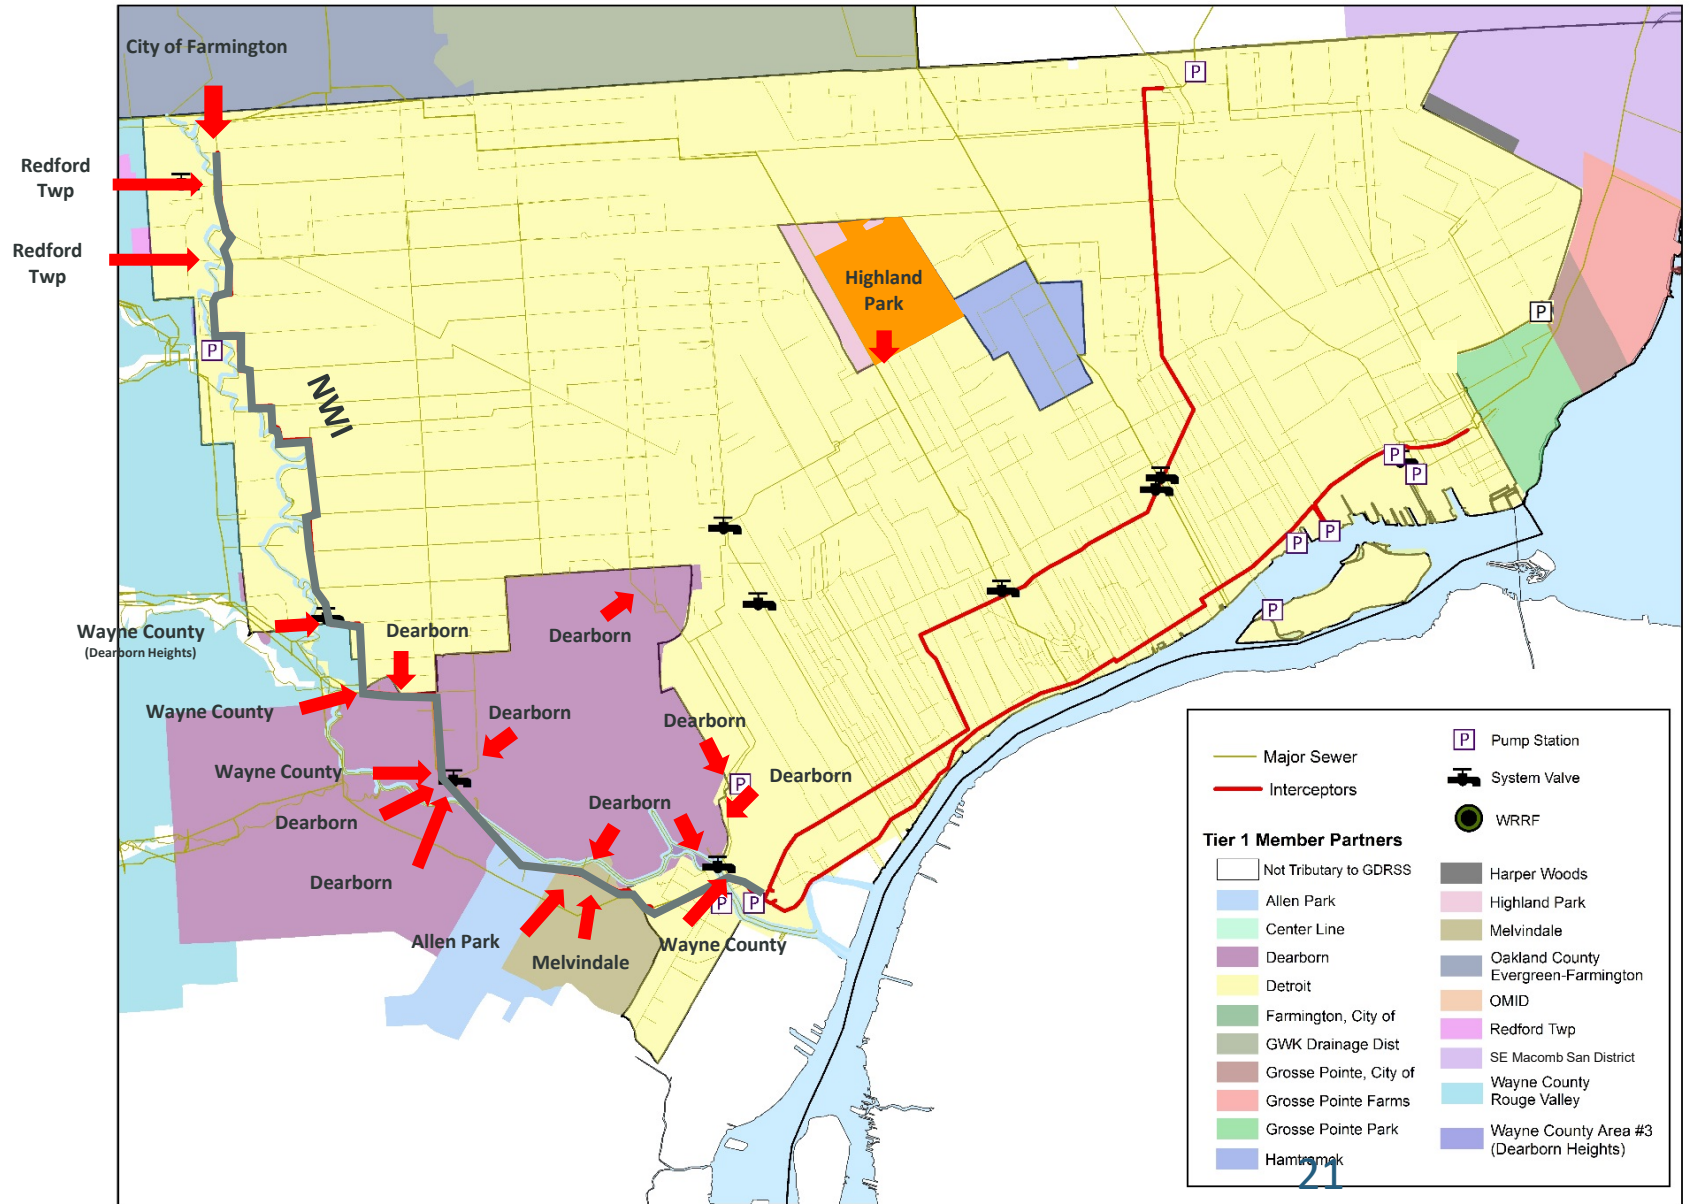 City of Farmington
P
Redford
Twp
Redford
Twp
Highland
Park
P
P
NWI
P
P
P
P
P
Wayne County
(Dearborn Heights)
Dearborn
Dearborn
Wayne County
Dearborn
Dearborn
Wayne County
P
Dearborn
Dearborn
Dearborn
Dearborn
P
P
Allen Park
Wayne County
Melvindale
Major Sewer
Interceptors
P Pump Station
System Valve
WRRF
Tier 1 Member Partners
Not Tributary to GDRSS
Allen Park
Center Line
Dearborn
Detroit
Farmington, City of
GWK Drainage Dist
Grosse Pointe, City of
Grosse Pointe Farms
Grosse Pointe Park
Hamtramck
Harper Woods
Highland Park
Melvindale
Oakland County
Evergreen-Farmington
OMID
Redford Twp
SE Macomb San District
Wayne County
Rouge Valley
Wayne County Area #3
(Dearborn Heights)
21